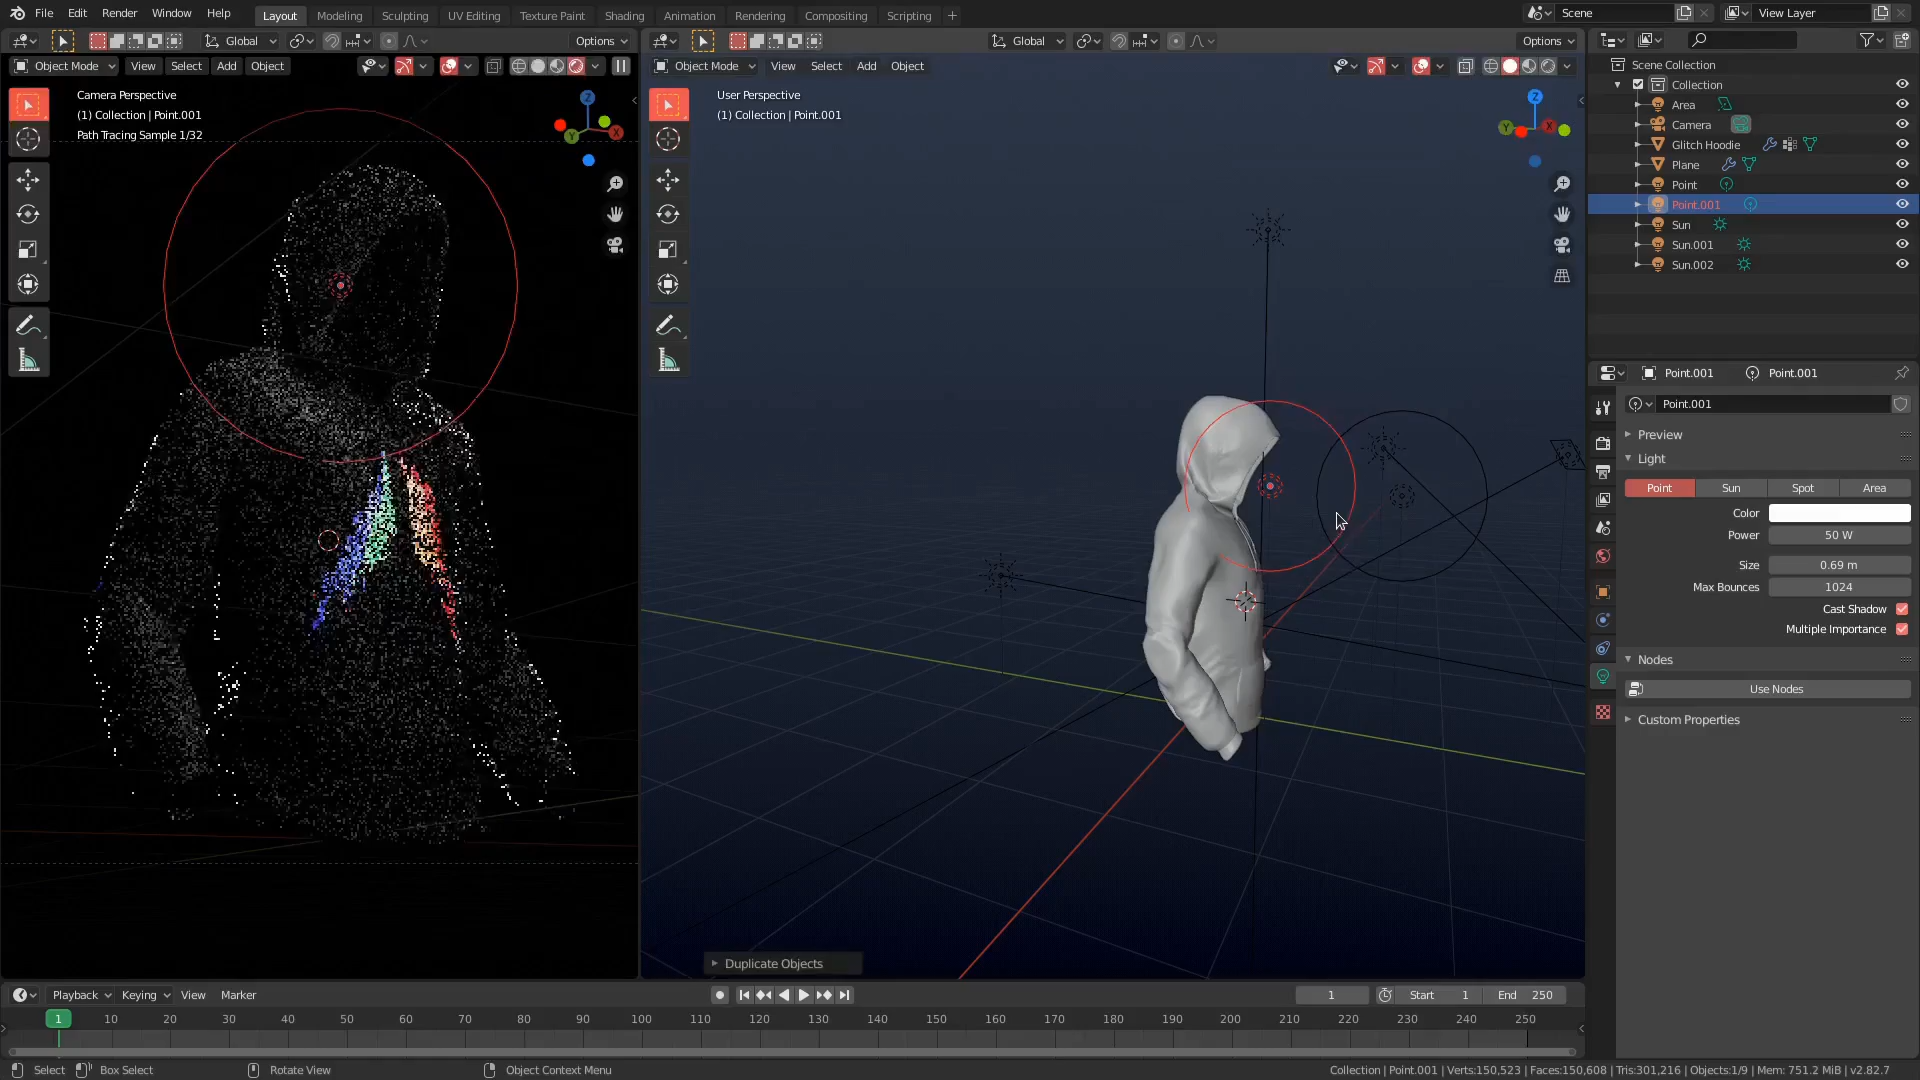 File Edit Render Window Help Layout Modeling Sculpting UV Editing Texture Paint Shading Animation Rendering Compositing Scripting + Scene View Layer
Global Options Global Options
Object Mode View Select Add Object Object Mode View Select Add Object
Camera Perspective
(1) Collection | Point.001
Path Tracing Sample 1/32
User Perspective
(1) Collection | Point.001
Z
X
Y
Z
X
Y
Scene Collection
Collection
Area
Camera
Glitch Hoodie
Plane
Point
Point.001
Sun
Sun.001
Sun.002
Point.001 Point.001
Point.001
Preview
Light
Point Sun Spot Area
Color
Power 50 W
Size 0.69 m
Max Bounces 1024
Cast Shadow
Multiple Importance
Nodes
Use Nodes
Custom Properties
Duplicate Objects
Playback Keying View Marker 1 Start 1 End 250
1 10 20 30 40 50 60 70 80 90 100 110 120 130 140 150 160 170 180 190 200 210 220 230 240 250
Select Box Select Rotate View Object Context Menu Collection | Point.001 | Verts:150,523 | Faces:150,608 | Tris:301,216 | Objects:1/9 | Mem: 751.2 MiB | v2.82.7